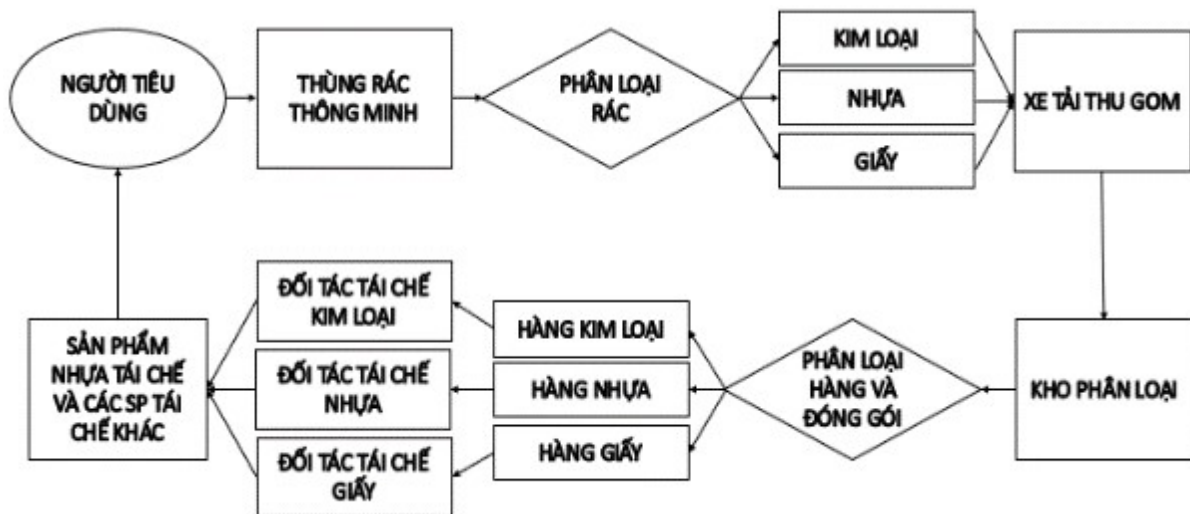 NGƯỜI TIÊU
DÙNG
THÙNG RÁC
THÔNG MINH
PHÂN LOẠI
RÁC
KIM LOẠI
NHỰA
GIẤY
XE TẢI THU GOM
SẢN PHẨM
NHỰA TÁI CHẾ
VÀ CÁC SP TÁI
CHẾ KHÁC
ĐỐI TÁC TÁI CHẾ
KIM LOẠI
ĐỐI TÁC TÁI CHẾ
NHỰA
ĐỐI TÁC TÁI CHẾ
GIẤY
HÀNG KIM LOẠI
HÀNG NHỰA
HÀNG GIẤY
PHÂN LOẠI
HÀNG VÀ
ĐÓNG GÓI
KHO PHÂN LOẠI